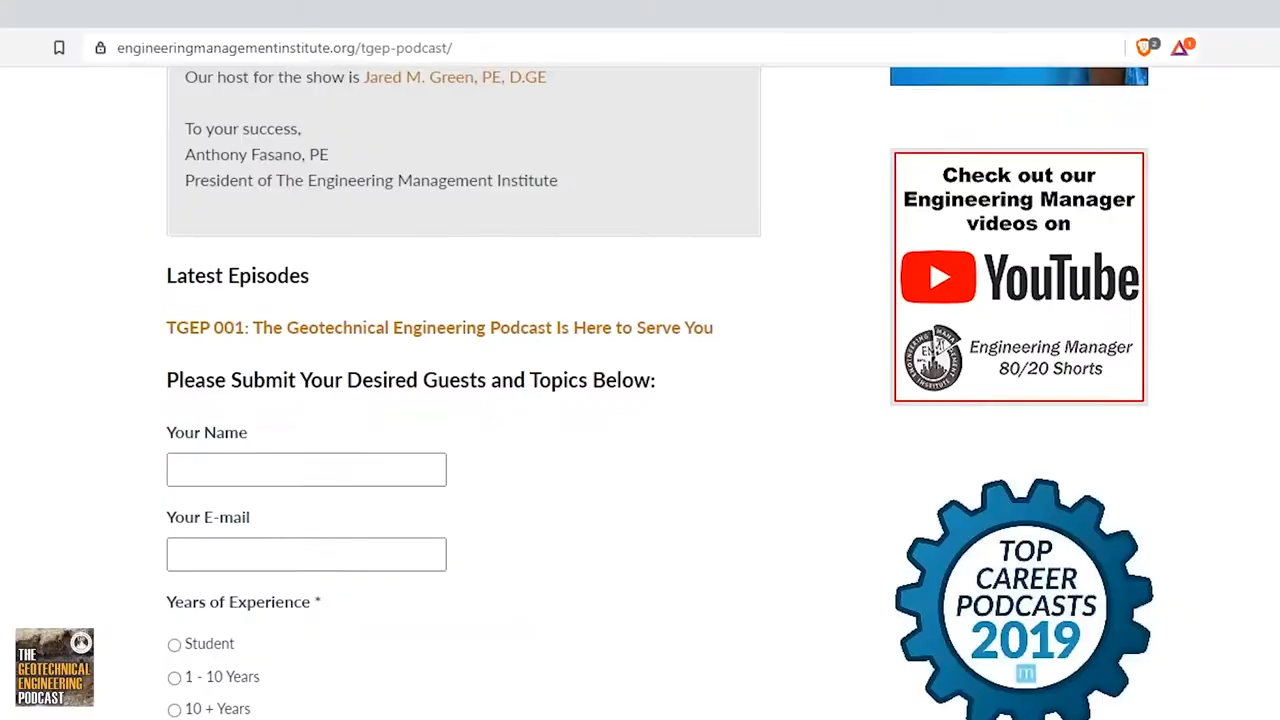 engineeringmanagementinstitute.org/tgep-podcast/
2
1
Our host for the show is Jared M. Green, PE, D.GE
To your success,
Anthony Fasano, PE
President of The Engineering Management Institute
Latest Episodes
TGEP 001: The Geotechnical Engineering Podcast Is Here to Serve You
Please Submit Your Desired Guests and Topics Below:
Your Name
Your E-mail
Years of Experience *
Student
1 - 10 Years
10 + Years
Check out our
Engineering Manager
videos on
YouTube
Engineering Manager
80/20 Shorts
TOP
CAREER
PODCASTS
2019
m
THE
GEOTECHNICAL
ENGINEERING
PODCAST